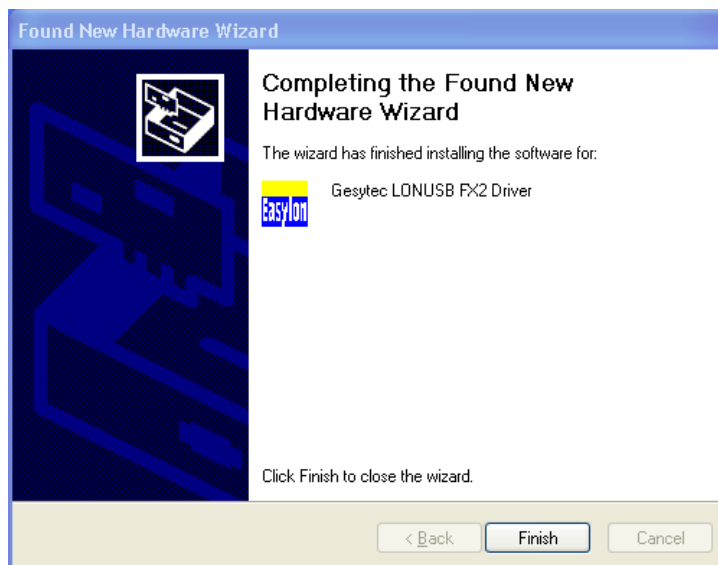 Found New Hardware Wizard
Completing the Found New
Hardware Wizard
The wizard has finished installing the software for:
Easylon
Gesytec LONUSB FX2 Driver
Click Finish to close the wizard.
< Back
Finish
Cancel